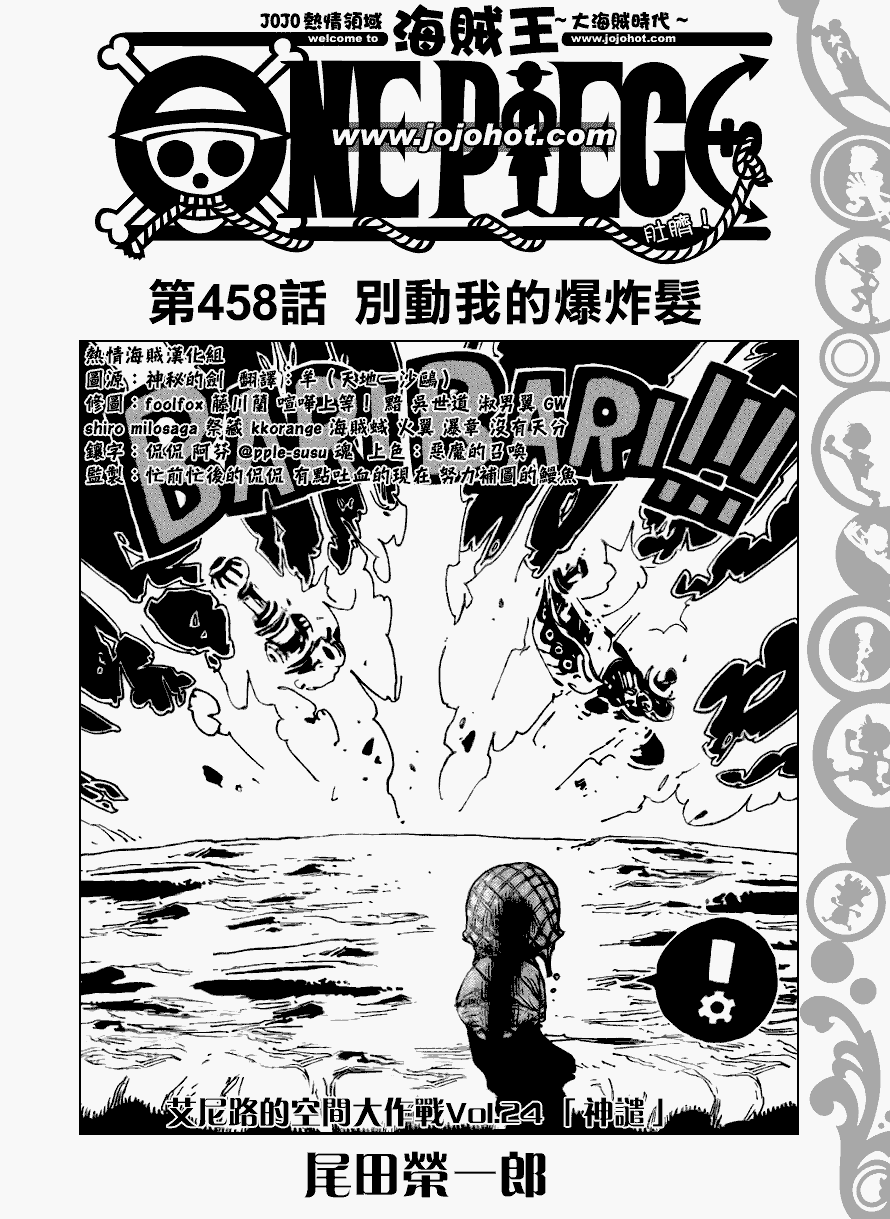 JOJO熱情領域 海賊王 ~大海賊時代~
welcome to www.jojohot.com
ONE PIECE
www.jojohot.com
肚臍！
第458話 別動我的爆炸髮
熱情海賊漢化組
圖源：神秘的劍 翻譯：羊（天地一沙鷗）
修圖：foolfox 藤川蘭 喧嘩上等！ 黯 吳世道 淑男翼 GW
shiro milosaga 祭藏 kkorange 海賊蜮 火翼 瀑章 沒有天分
鑲字：侃侃 阿芬 @pple-susu 魂 上色：惡魔的召喚
監製：忙前忙後的侃侃 有點吐血的現在 努力補圖的鰻魚
BARI BARI!!!
艾尼路的空間大作戰Vol.24 「神譴」
尾田榮一郎